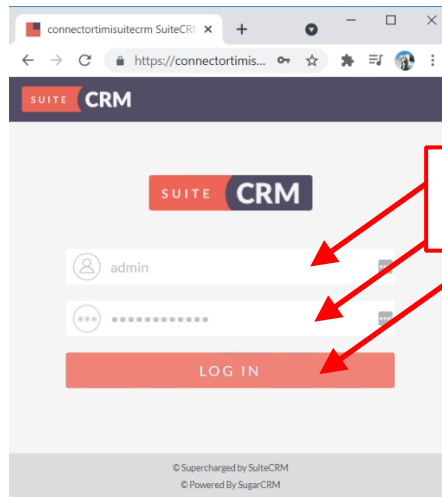 connectortimisuitecrm SuiteCR
https://connectortimis...
SUITE CRM
SUITE CRM
admin
LOG IN
© Supercharged by SuiteCRM
© Powered By SugarCRM